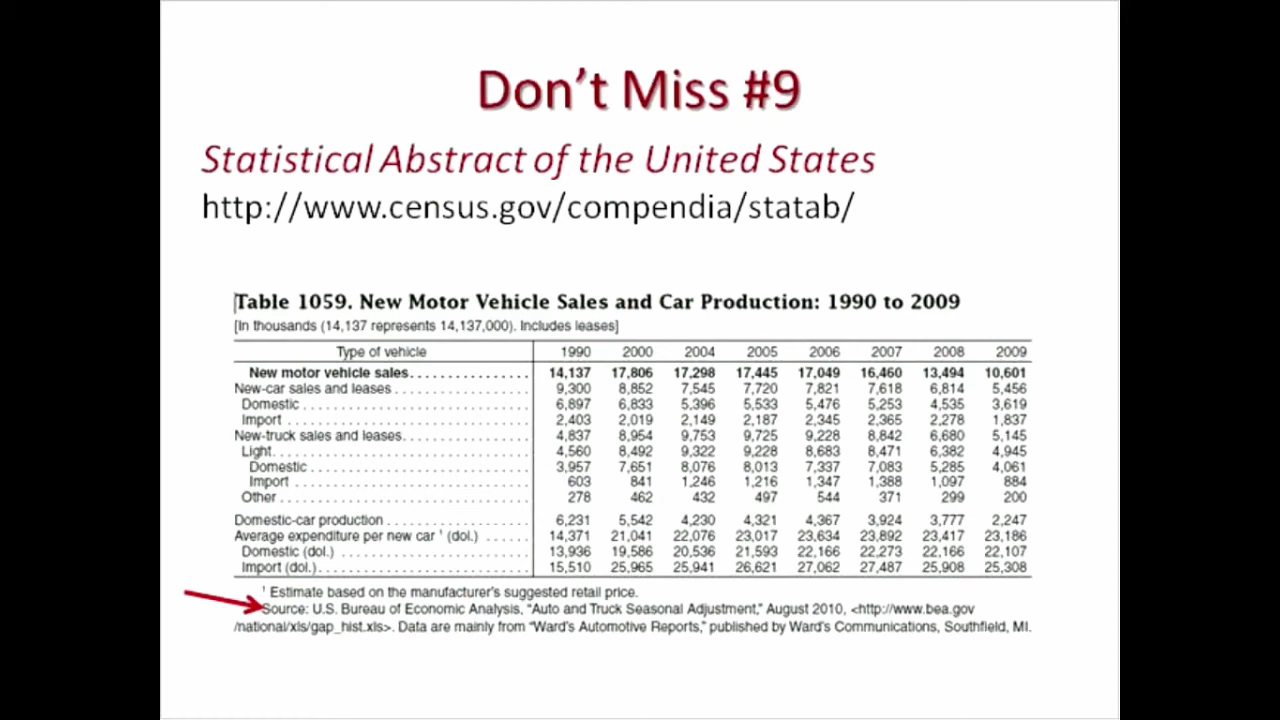 Don't Miss #9
Statistical Abstract of the United States
http://www.census.gov/compendia/statab/
Table 1059. New Motor Vehicle Sales and Car Production: 1990 to 2009
[In thousands (14,137 represents 14,137,000). Includes leases]
Type of vehicle 1990 2000 2004 2005 2006 2007 2008 2009
New motor vehicle sales. . . . . . . . . . . . . . . 14,137 17,806 17,298 17,445 17,049 16,460 13,494 10,601
New-car sales and leases . . . . . . . . . . . . . . . 9,300 8,852 7,545 7,720 7,821 7,618 6,814 5,456
Domestic . . . . . . . . . . . . . . . 6,897 6,833 5,396 5,533 5,476 5,253 4,535 3,619
Import . . . . . . . . . . . . . . . 2,403 2,019 2,149 2,187 2,345 2,365 2,278 1,837
New-truck sales and leases. . . . . . . . . . . . . . . 4,837 8,954 9,753 9,725 9,228 8,842 6,680 5,145
Light. . . . . . . . . . . . . . . 4,560 8,492 9,322 9,228 8,683 8,471 6,382 4,945
Domestic . . . . . . . . . . . . . . . 3,957 7,651 8,076 8,013 7,337 7,083 5,285 4,061
Import . . . . . . . . . . . . . . . 603 841 1,246 1,216 1,347 1,388 1,097 884
Other . . . . . . . . . . . . . . . 278 462 432 497 544 371 299 200
Domestic-car production . . . . . . . . . . . . . . . 6,231 5,542 4,230 4,321 4,367 3,924 3,777 2,247
Average expenditure per new car ¹ (dol.) . . . . . . 14,371 21,041 22,076 23,017 23,634 23,892 23,417 23,186
Domestic (dol.) . . . . . . . . . . . . . . . 13,936 19,586 20,536 21,593 22,166 22,273 22,166 22,107
Import (dol.). . . . . . . . . . . . . . . 15,510 25,965 25,941 26,621 27,062 27,487 25,908 25,308
¹ Estimate based on the manufacturer's suggested retail price.
Source: U.S. Bureau of Economic Analysis, "Auto and Truck Seasonal Adjustment," August 2010, <http://www.bea.gov
/national/xls/gap_hist.xls>. Data are mainly from "Ward's Automotive Reports," published by Ward's Communications, Southfield, MI.